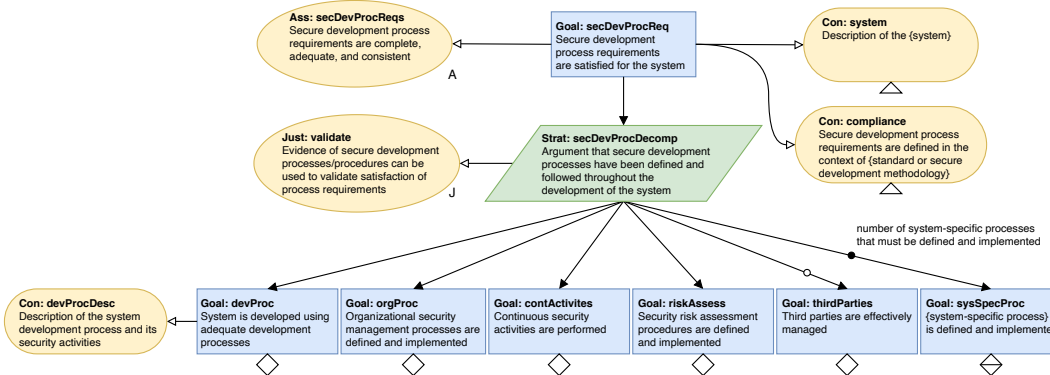 Ass: secDevProcReqs
Secure development process
requirements are complete,
adequate, and consistent
A
Goal: secDevProcReq
Secure development
process requirements
are satisfied for the system
Con: system
Description of the {system}
Con: compliance
Secure development process
requirements are defined in the
context of {standard or secure
development methodology}
Just: validate
Evidence of secure development
processes/procedures can be
used to validate satisfaction of
process requirements
J
Strat: secDevProcDecomp
Argument that secure development
processes have been defined and
followed throughout the
development of the system
number of system-specific processes
that must be defined and implemented
Con: devProcDesc
Description of the system
development process and its
security activities
Goal: devProc
System is developed using
adequate development
processes
Goal: orgProc
Organizational security
management processes are
defined and implemented
Goal: contActivites
Continuous security
activities are performed
Goal: riskAssess
Security risk assessment
procedures are defined
and implemented
Goal: thirdParties
Third parties are effectively
managed
Goal: sysSpecProc
{system-specific process}
is defined and implemente